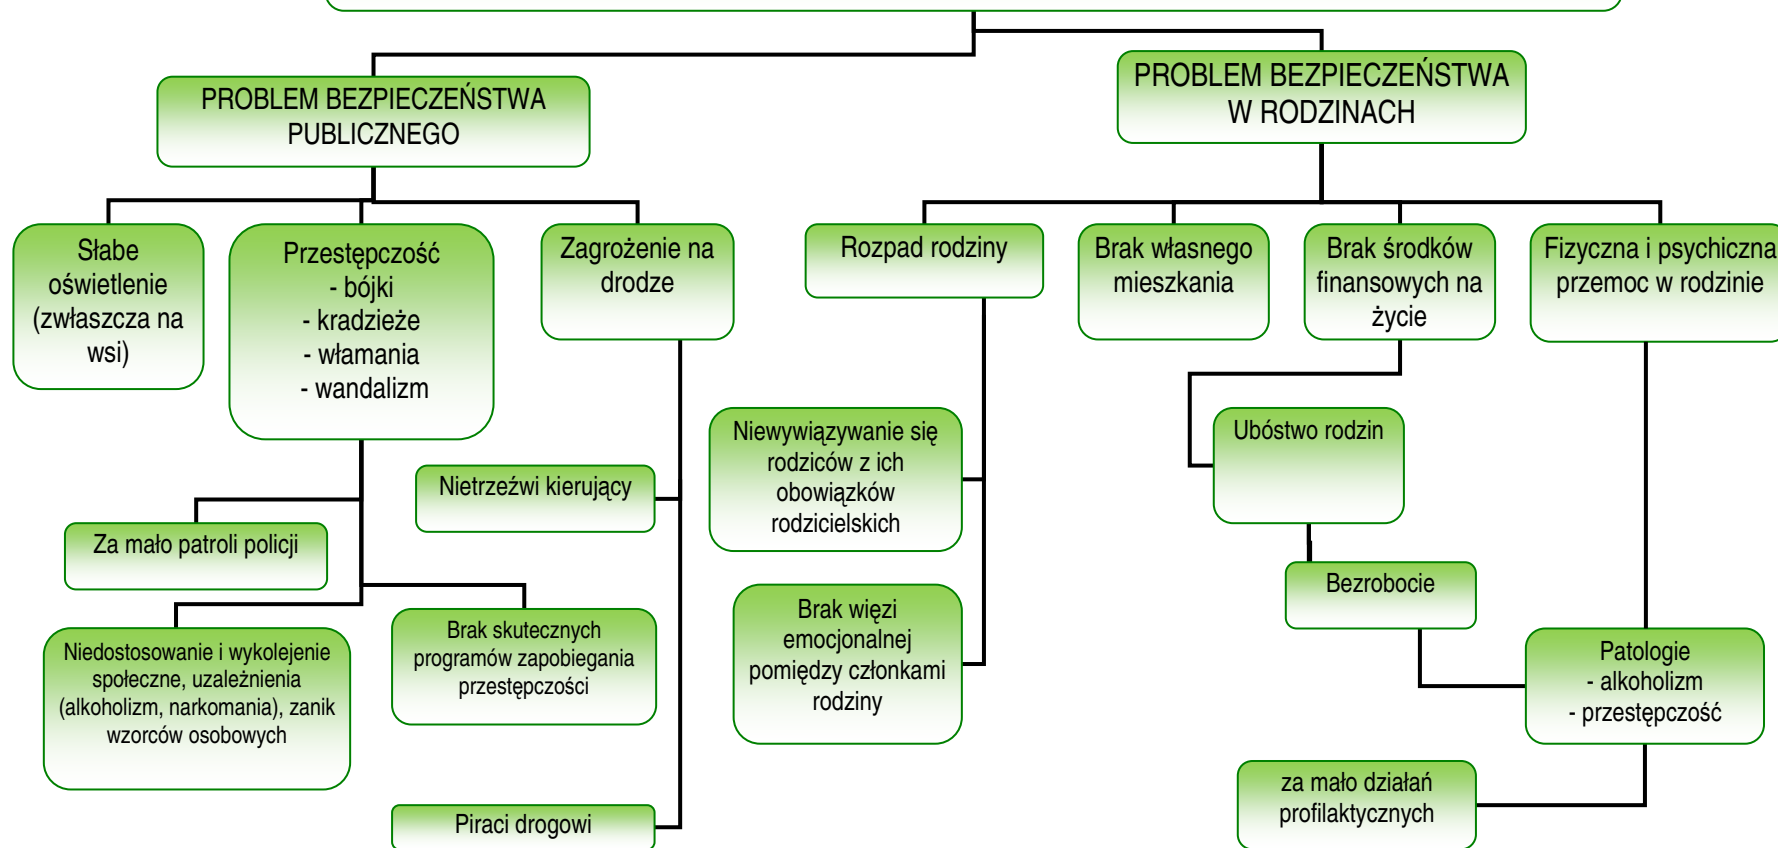 PROBLEM BEZPIECZEŃSTWA
PUBLICZNEGO
PROBLEM BEZPIECZEŃSTWA
W RODZINACH
Słabe
oświetlenie
(zwłaszcza na
wsi)
Przestępczość
- bójki
- kradzieże
- włamania
- wandalizm
Zagrożenie na
drodze
Rozpad rodziny
Brak własnego
mieszkania
Brak środków
finansowych na
życie
Fizyczna i psychiczna
przemoc w rodzinie
Nietrzeźwi kierujący
Niewywiązywanie się
rodziców z ich
obowiązków
rodzicielskich
Ubóstwo rodzin
Za mało patroli policji
Bezrobocie
Niedostosowanie i wykolejenie
społeczne, uzależnienia
(alkoholizm, narkomania), zanik
wzorców osobowych
Brak skutecznych
programów zapobiegania
przestępczości
Brak więzi
emocjonalnej
pomiędzy członkami
rodziny
Patologie
- alkoholizm
- przestępczość
Piraci drogowi
za mało działań
profilaktycznych